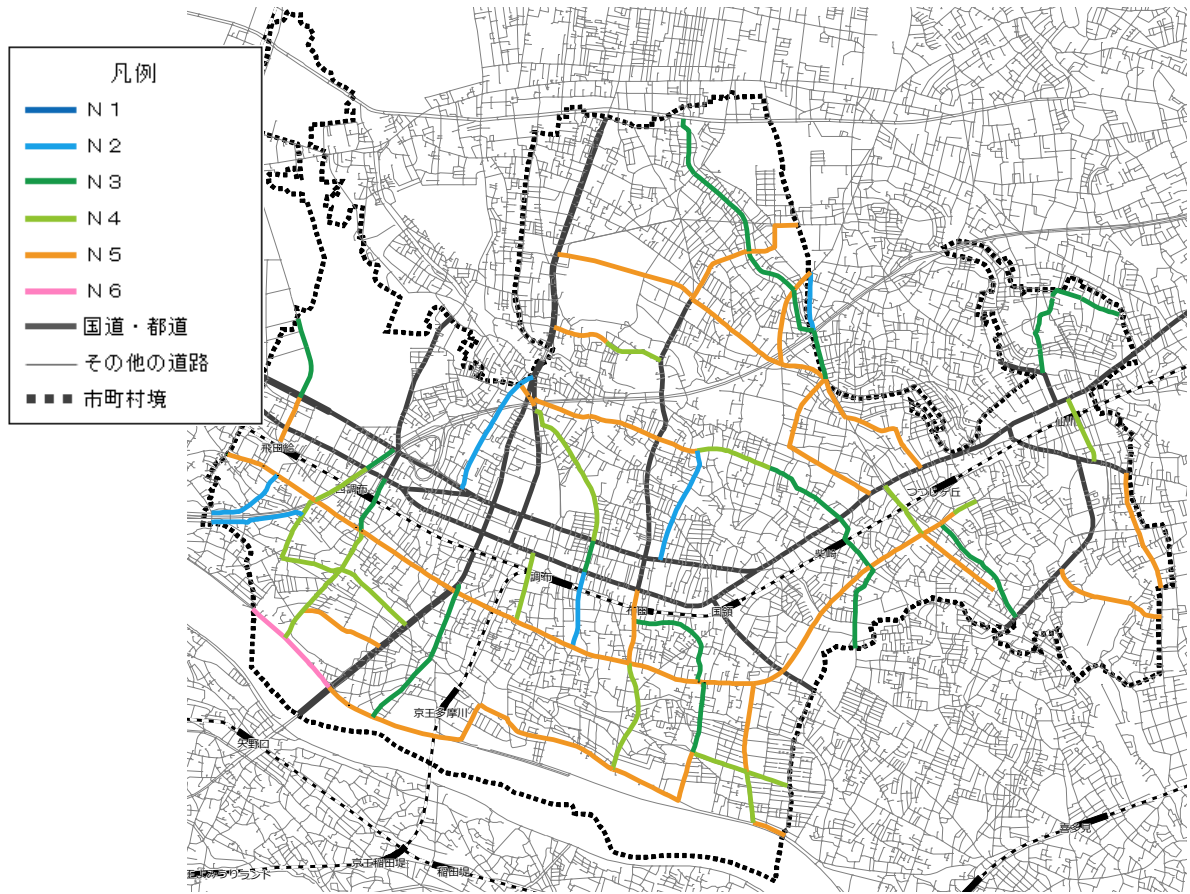 凡例
N1
N2
N3
N4
N5
N6
国道・都道
その他の道路
市町村境
飛田給
西調布
つつじヶ丘
柴崎
調布
布田
国領
京王多摩川
矢野口
京王稲田堤
稲田堤
喜多見